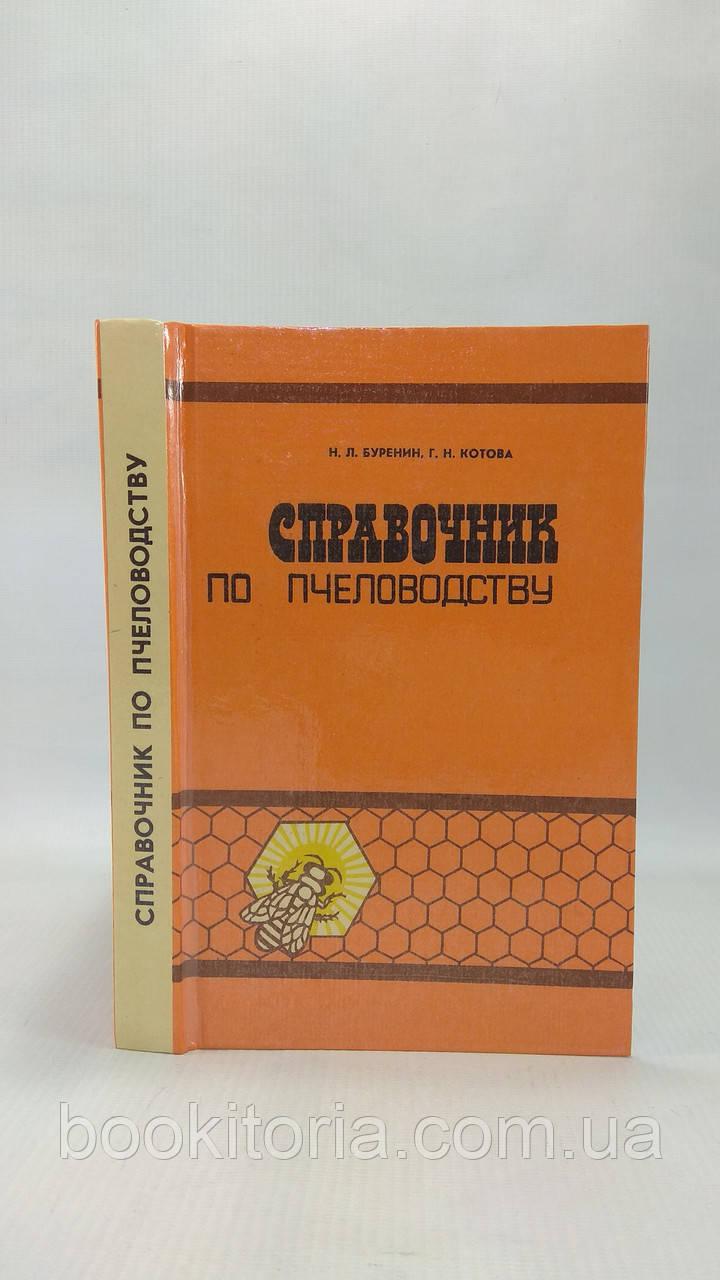 СПРАВОЧНИК ПО ПЧЕЛОВОДСТВУ
Н. Л. БУРЕНИН, Г. Н. КОТОВА
СПРАВОЧНИК
ПО ПЧЕЛОВОДСТВУ
bookitoria.com.ua